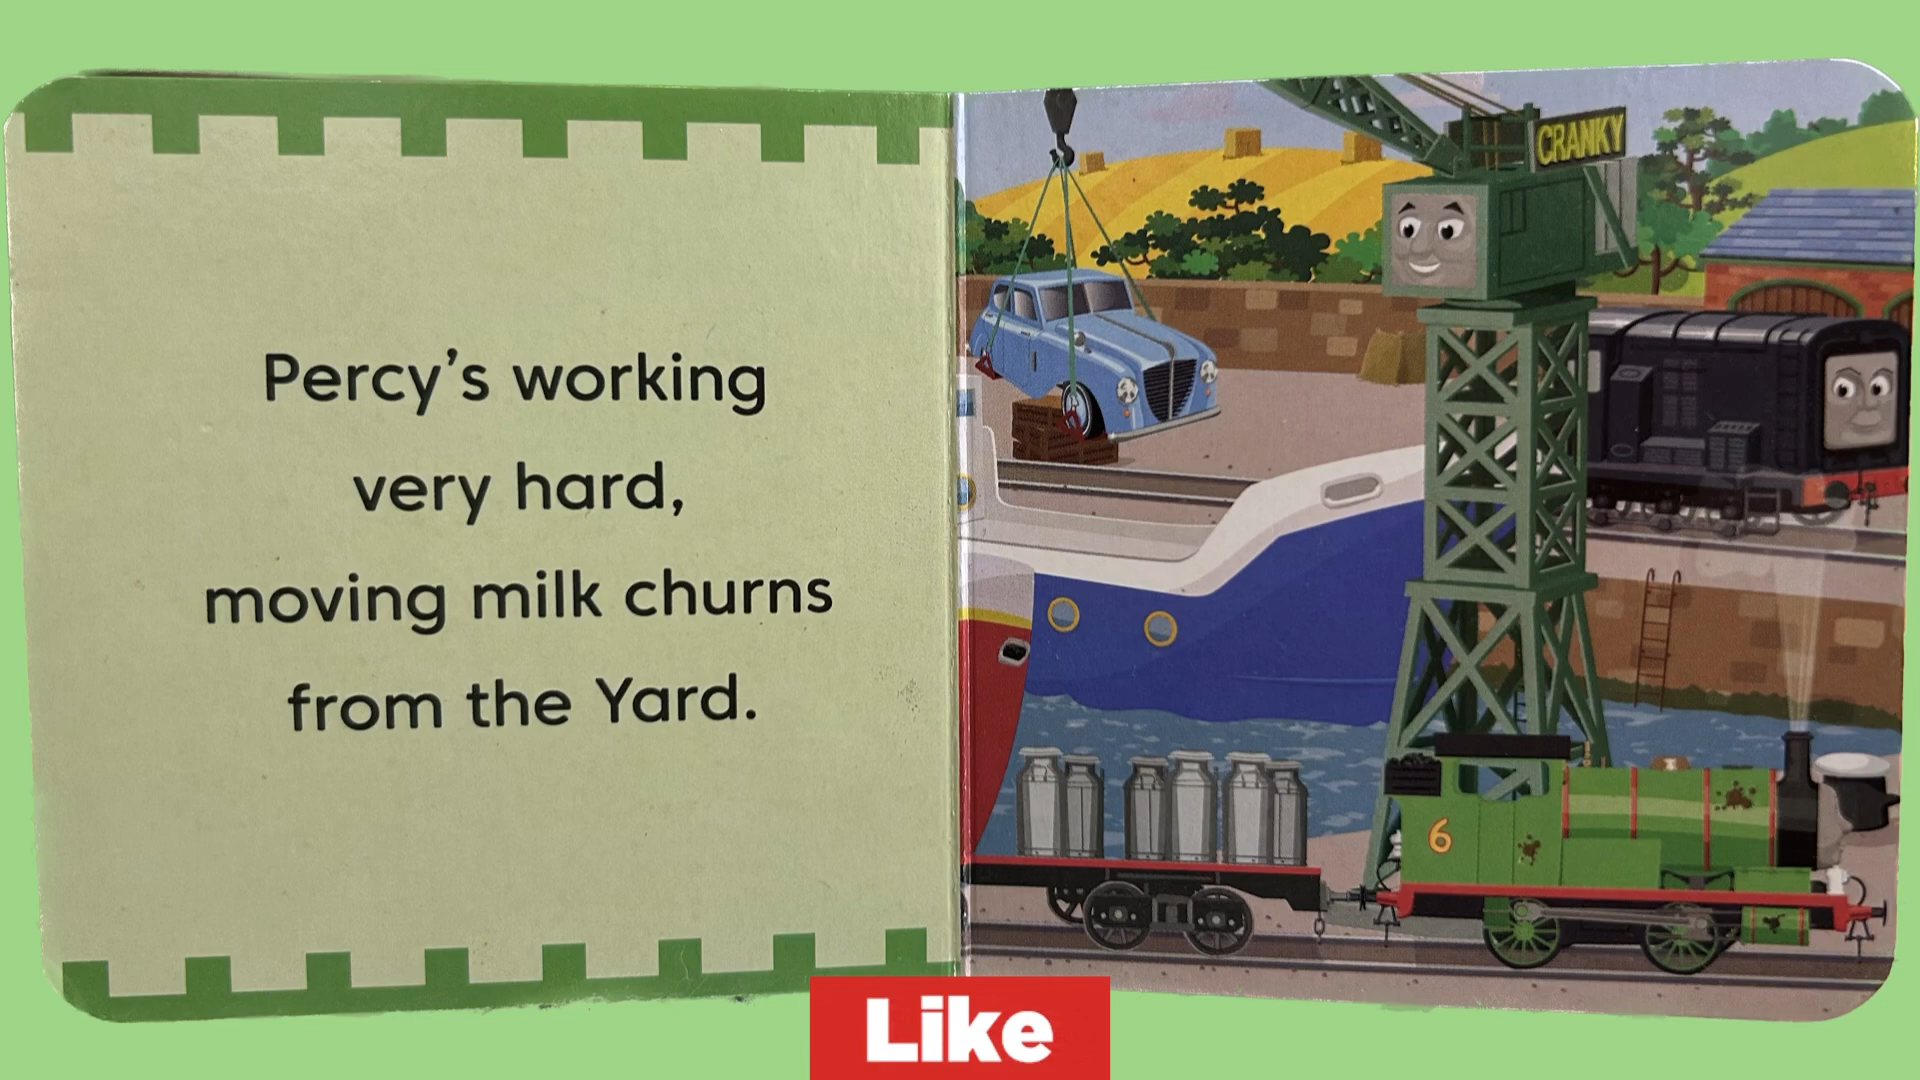 Percy's working
very hard,
moving milk churns
from the Yard.
CRANKY
6
Like